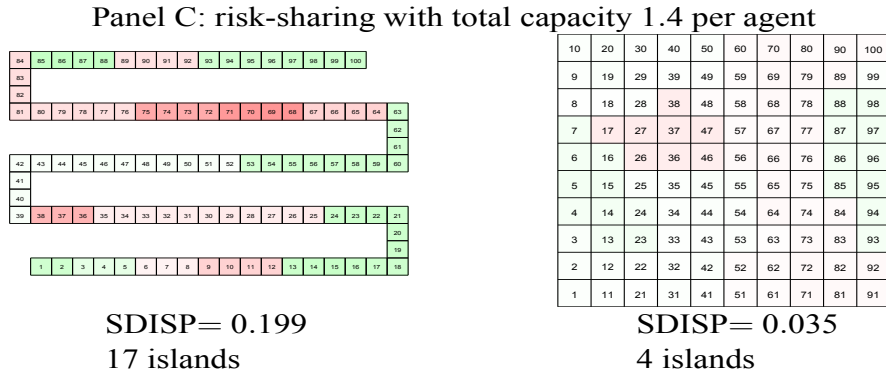 Panel C: risk-sharing with total capacity 1.4 per agent
84 85 86 87 88 89 90 91 92 93 94 95 96 97 98 99 100
83
82
81 80 79 78 77 76 75 74 73 72 71 70 69 68 67 66 65 64 63
62
61
42 43 44 45 46 47 48 49 50 51 52 53 54 55 56 57 58 59 60
41
40
39 38 37 36 35 34 33 32 31 30 29 28 27 26 25 24 23 22 21
20
19
1 2 3 4 5 6 7 8 9 10 11 12 13 14 15 16 17 18
SDISP= 0.199
17 islands
10 20 30 40 50 60 70 80 90 100
9 19 29 39 49 59 69 79 89 99
8 18 28 38 48 58 68 78 88 98
7 17 27 37 47 57 67 77 87 97
6 16 26 36 46 56 66 76 86 96
5 15 25 35 45 55 65 75 85 95
4 14 24 34 44 54 64 74 84 94
3 13 23 33 43 53 63 73 83 93
2 12 22 32 42 52 62 72 82 92
1 11 21 31 41 51 61 71 81 91
SDISP= 0.035
4 islands